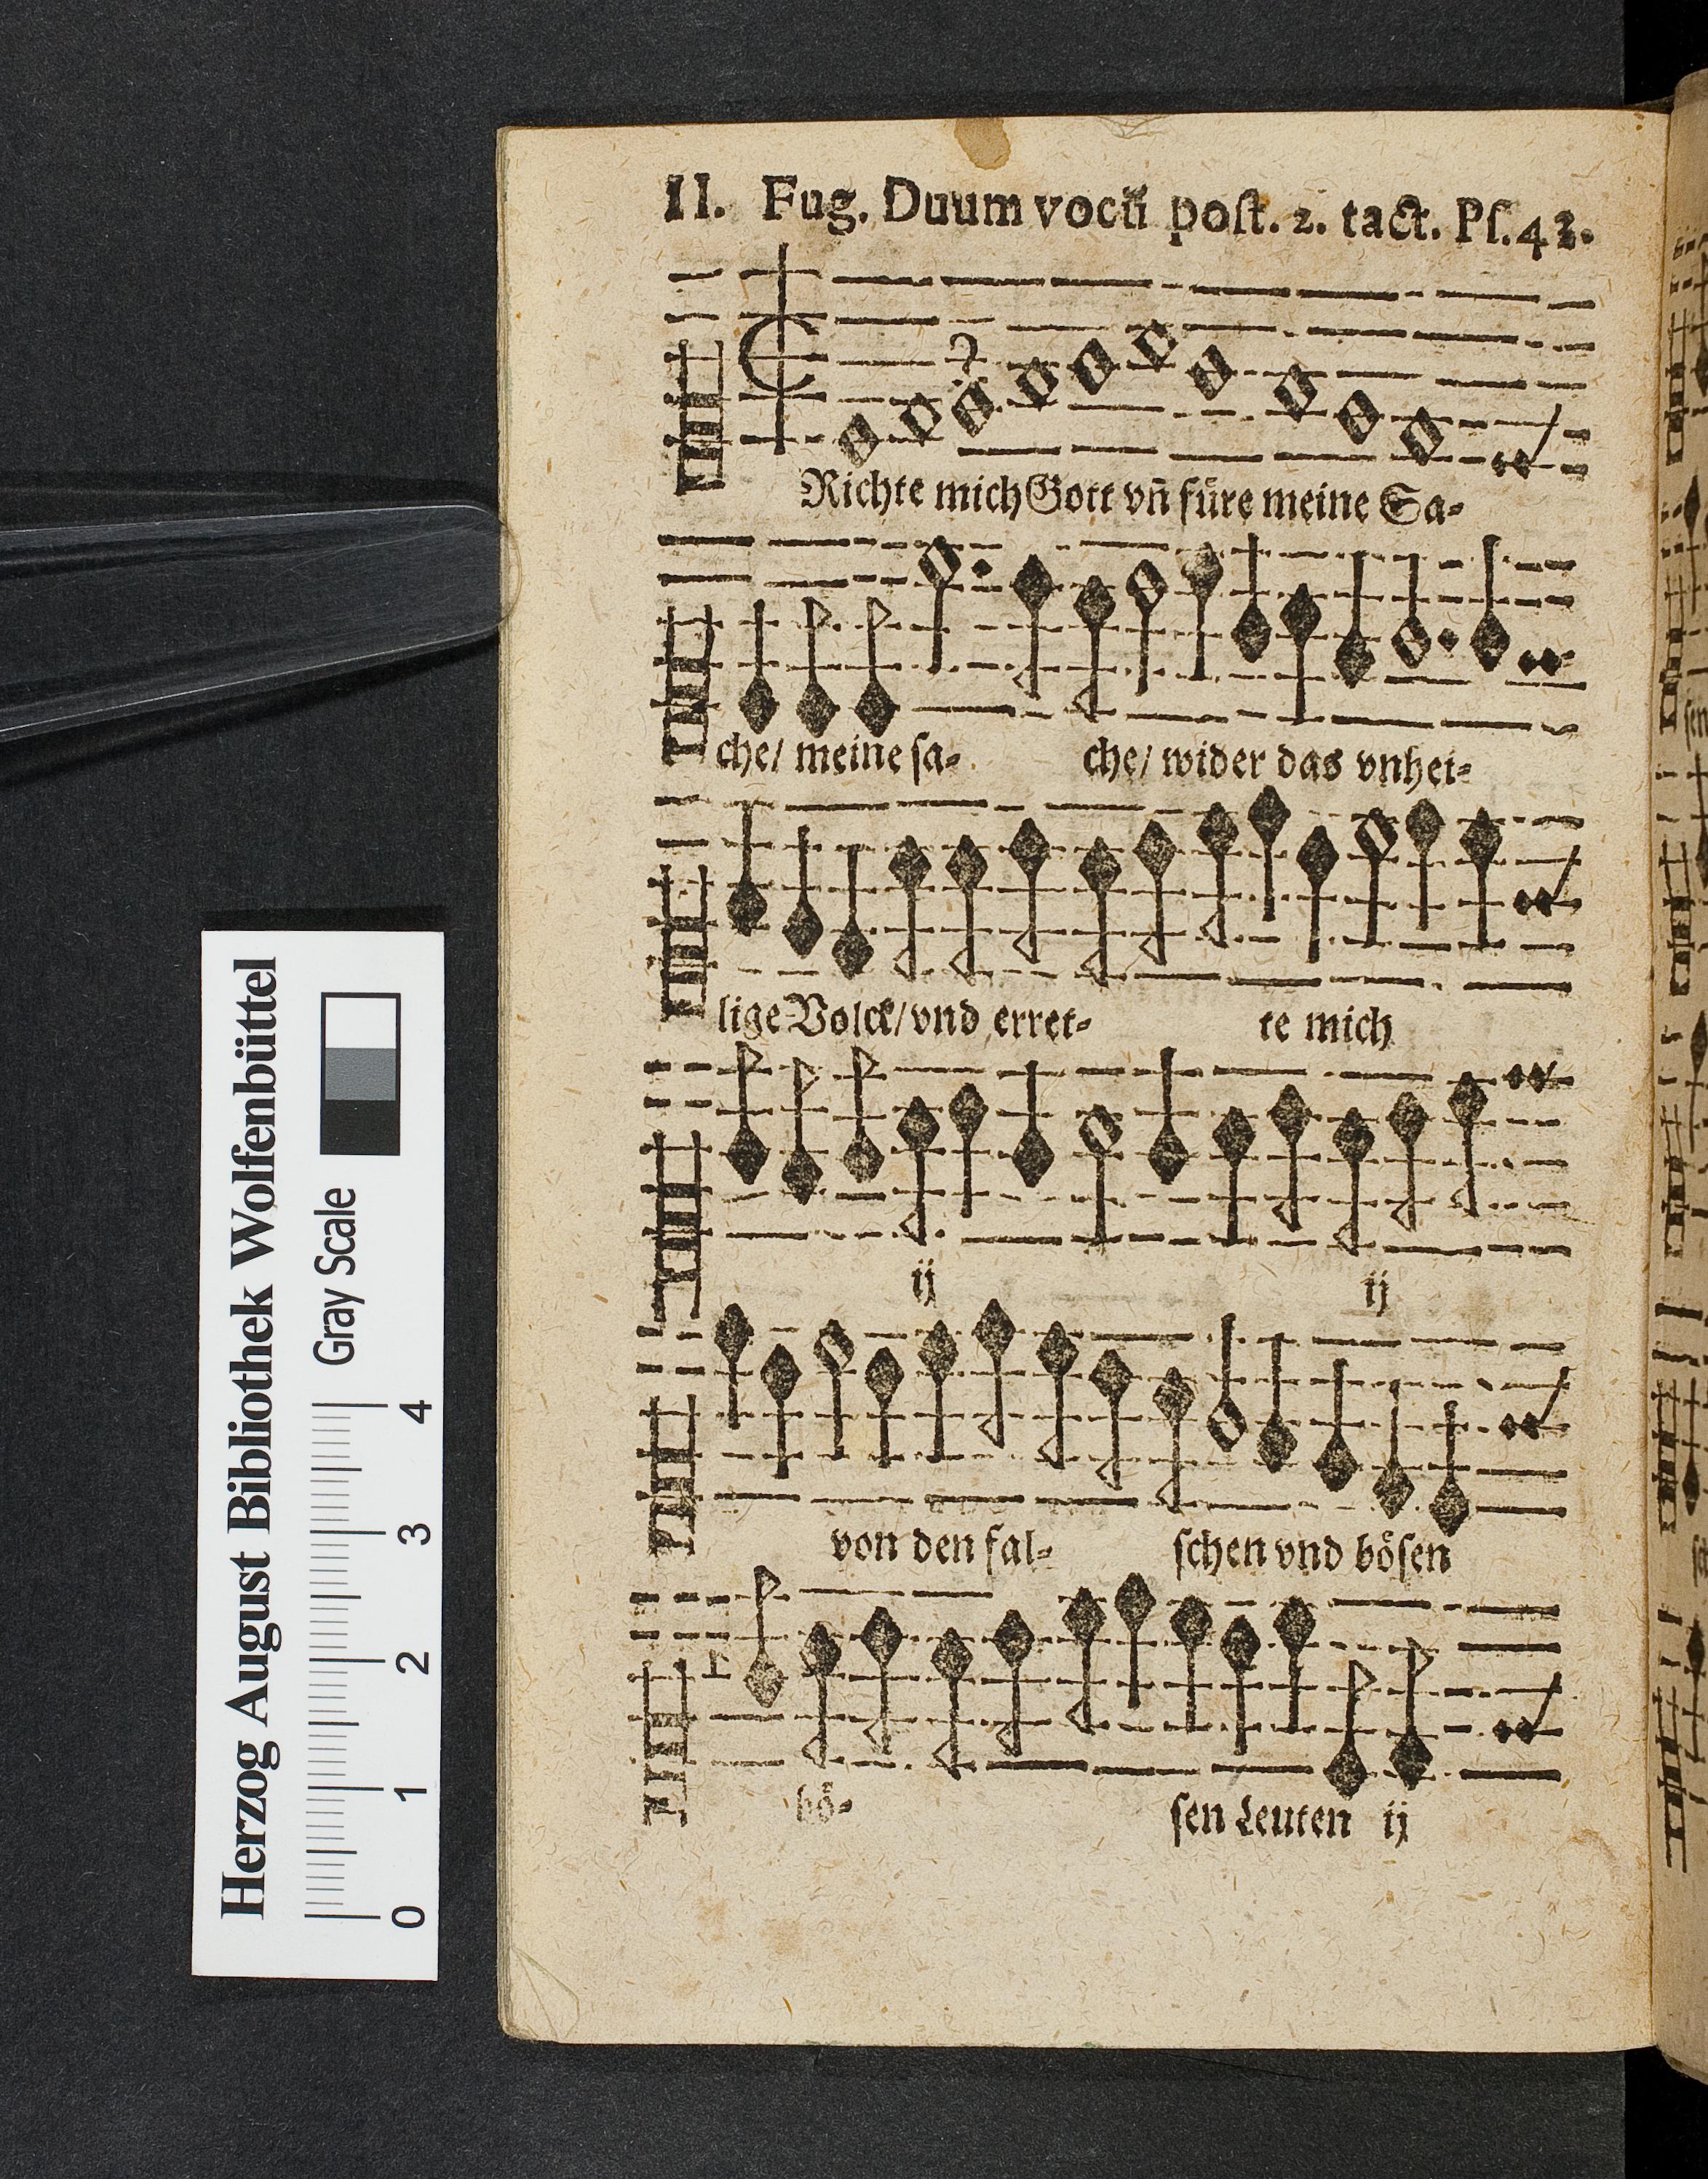 II. Fug. Duum vocū post. 2. tact. Ps. 43.
Richte mich Gott vn̄ füre meine Sa-
che/ meine sa- che/ wider das vnhei-
lige Volck/ vnd erret- te mich
ij ij
von den fal- schen vnd bösen
bö- sen Leuten ij
Herzog August Bibliothek Wolfenbüttel
Gray Scale
0 1 2 3 4